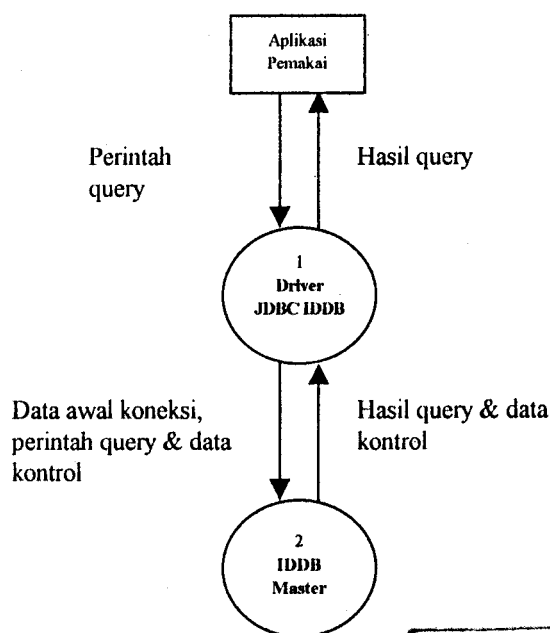 Aplikasi
Pemakai
Perintah
query
Hasil query
1
Driver
JDBC IDDB
Data awal koneksi,
perintah query & data
kontrol
Hasil query & data
kontrol
2
IDDB
Master